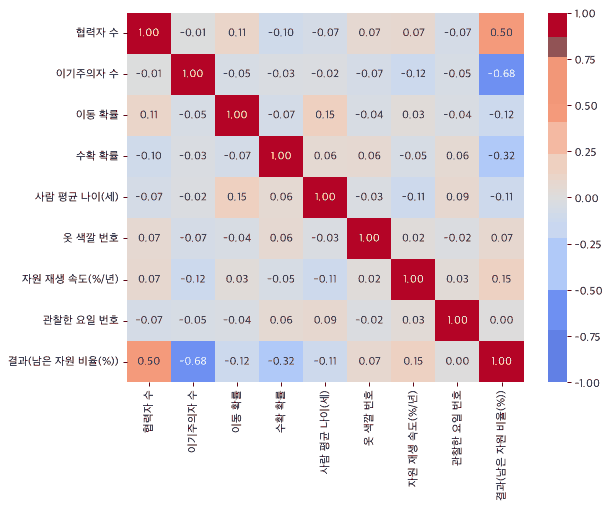 협력자 수 1.00 -0.01 0.11 -0.10 -0.07 0.07 0.07 -0.07 0.50
이기주의자 수 -0.01 1.00 -0.05 -0.03 -0.02 -0.07 -0.12 -0.05 -0.68
이동 확률 0.11 -0.05 1.00 -0.07 0.15 -0.04 0.03 -0.04 -0.12
수확 확률 -0.10 -0.03 -0.07 1.00 0.06 0.06 -0.05 0.06 -0.32
사람 평균 나이(세) -0.07 -0.02 0.15 0.06 1.00 -0.03 -0.11 0.09 -0.11
옷 색깔 번호 0.07 -0.07 -0.04 0.06 -0.03 1.00 0.02 -0.02 0.07
자원 재생 속도(%/년) 0.07 -0.12 0.03 -0.05 -0.11 0.02 1.00 0.03 0.15
관찰한 요일 번호 -0.07 -0.05 -0.04 0.06 0.09 -0.02 0.03 1.00 0.00
결과(남은 자원 비율(%)) 0.50 -0.68 -0.12 -0.32 -0.11 0.07 0.15 0.00 1.00
협력자 수
이기주의자 수
이동 확률
수확 확률
사람 평균 나이(세)
옷 색깔 번호
자원 재생 속도(%/년)
관찰한 요일 번호
결과(남은 자원 비율(%))
1.00
0.75
0.50
0.25
0.00
-0.25
-0.50
-0.75
-1.00